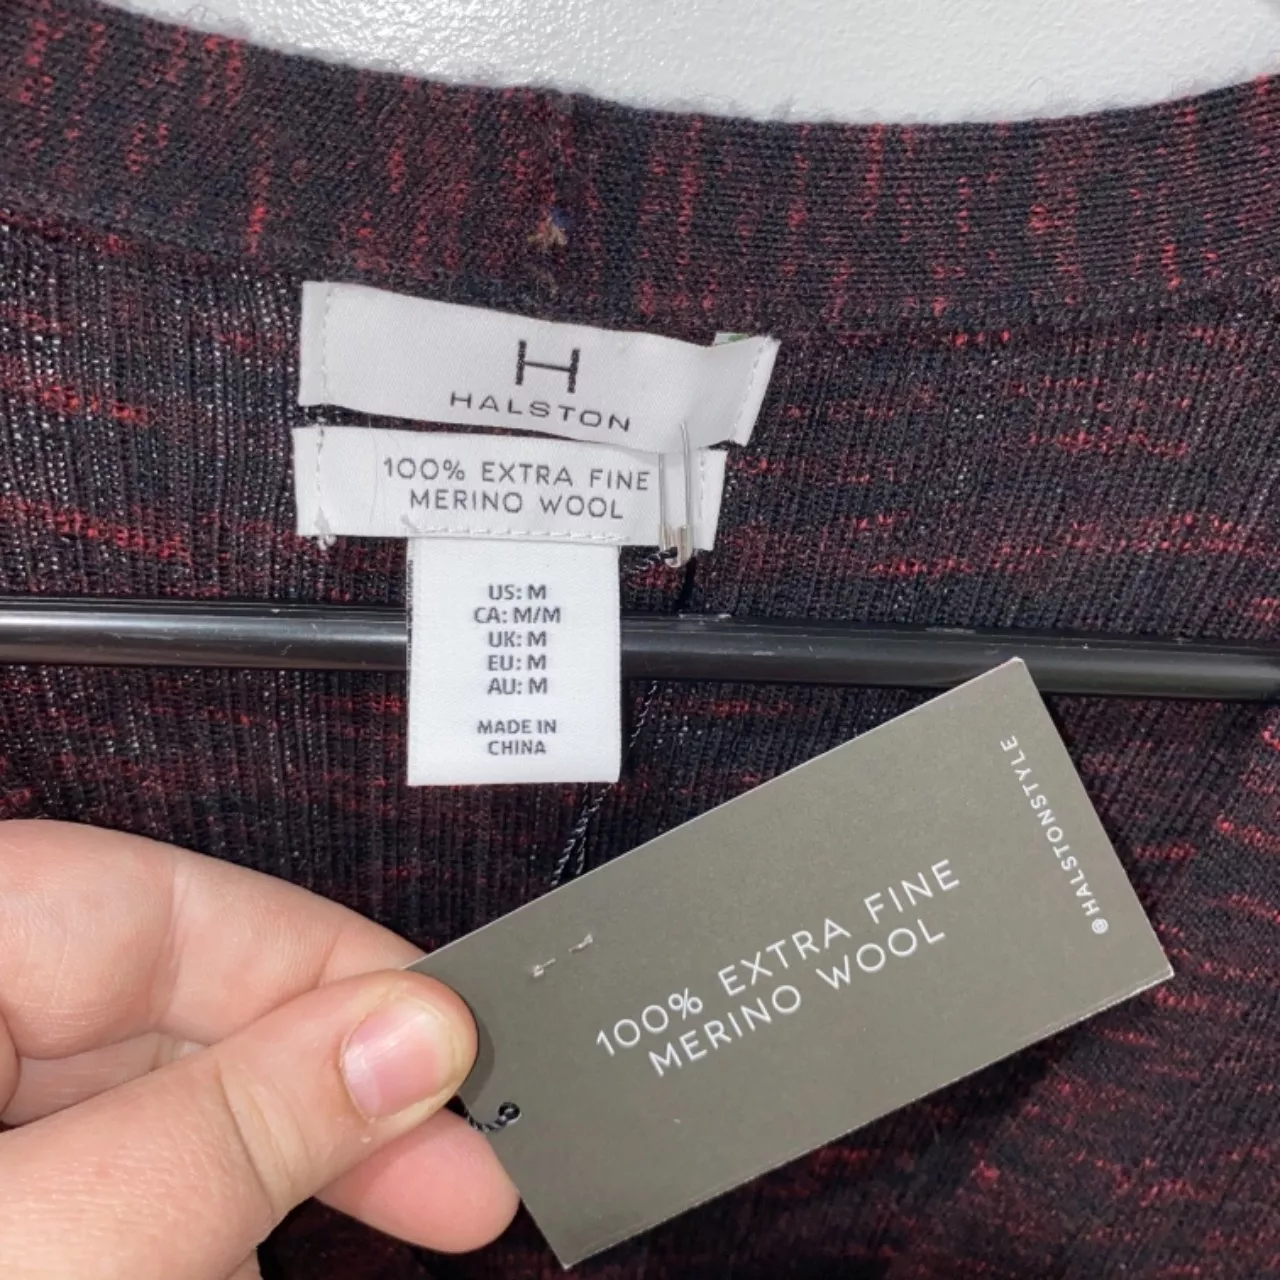 H
HALSTON
100% EXTRA FINE
MERINO WOOL
US: M
CA: M/M
UK: M
EU: M
AU: M
MADE IN
CHINA
100% EXTRA FINE
MERINO WOOL
@HALSTONSTYLE